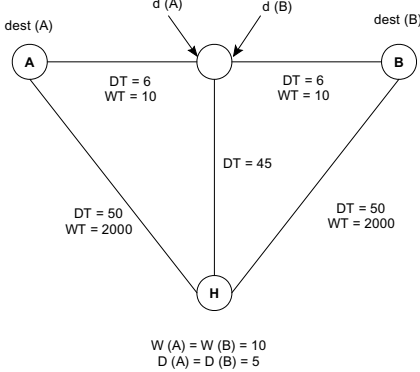 d (A)
d (B)
dest (A)
dest (B)
A
B
DT = 6
WT = 10
DT = 6
WT = 10
DT = 45
DT = 50
WT = 2000
DT = 50
WT = 2000
H
W (A) = W (B) = 10
D (A) = D (B) = 5